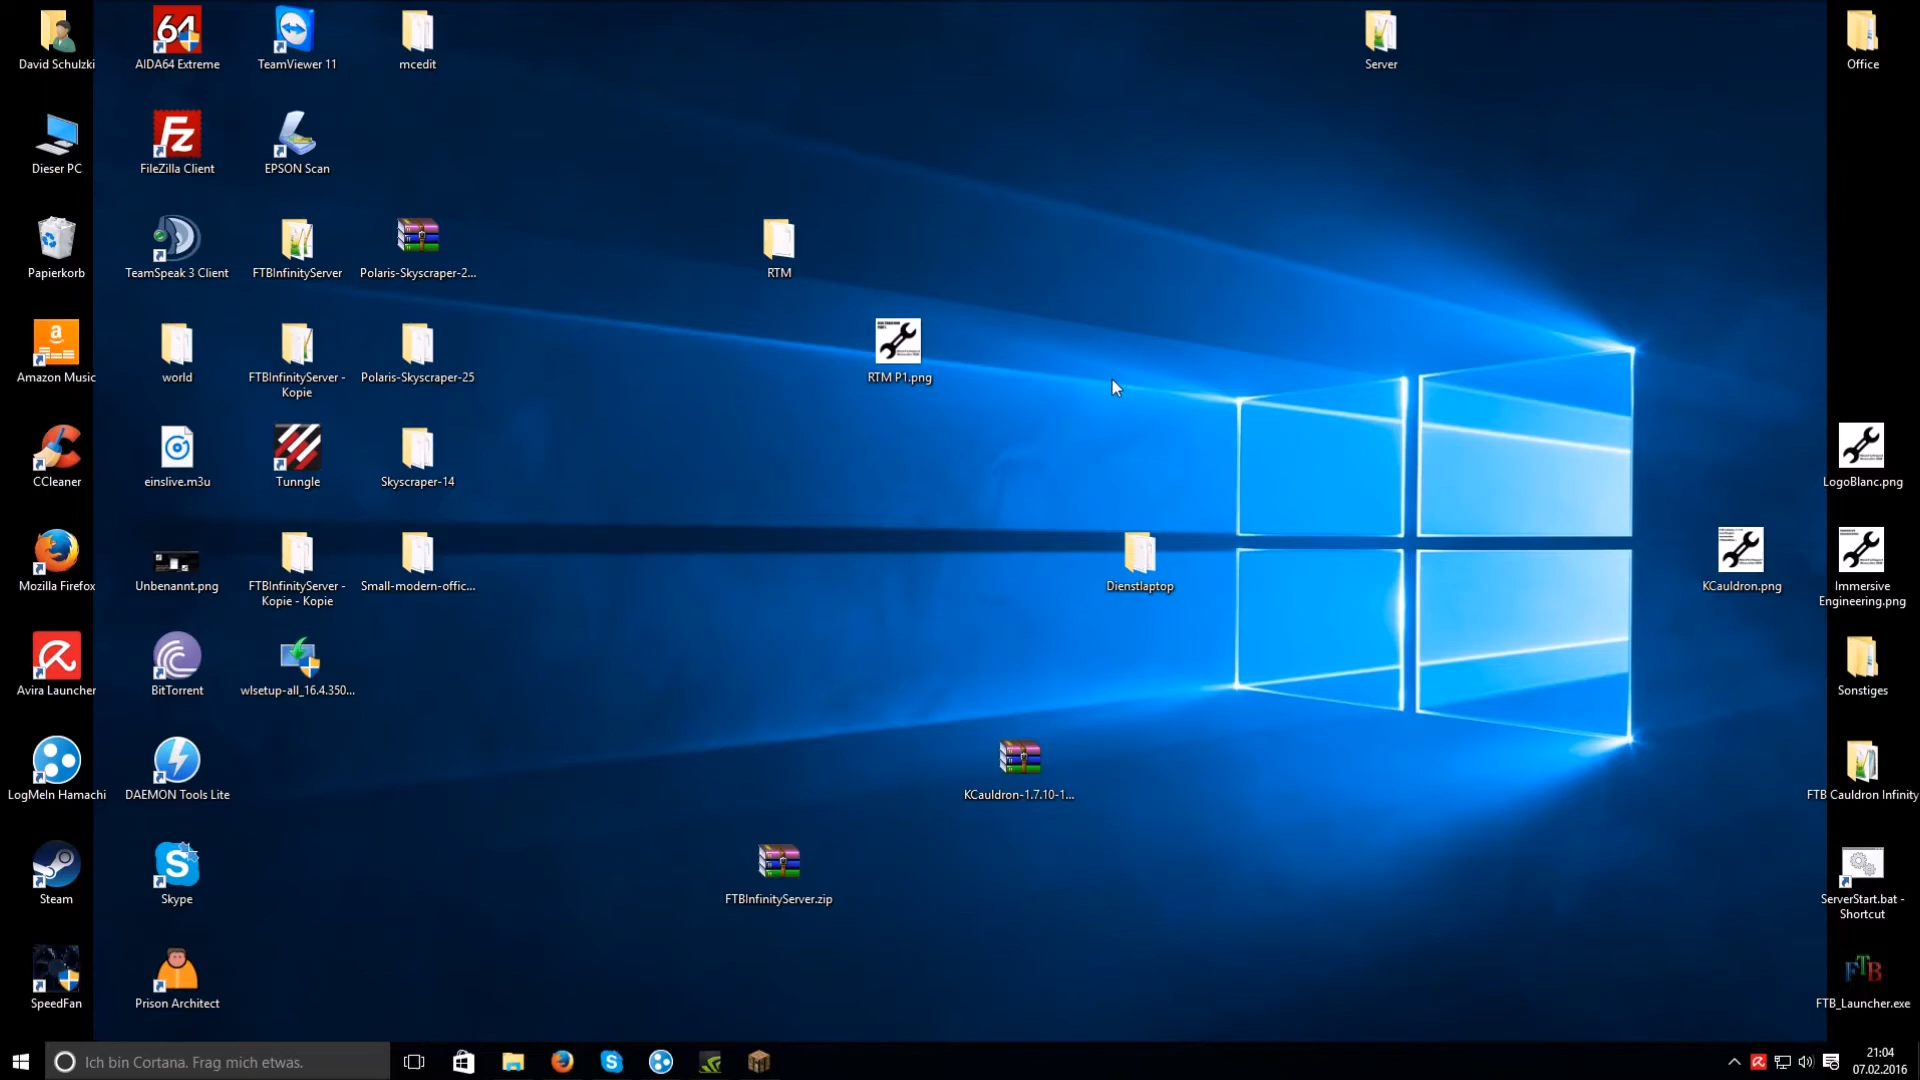 David Schulzki
AIDA64 Extreme
TeamViewer 11
mcedit
Server
Office
Dieser PC
FileZilla Client
EPSON Scan
Papierkorb
TeamSpeak 3 Client
FTBInfinityServer
Polaris-Skyscraper-2...
RTM
Amazon Music
world
FTBInfinityServer -
Kopie
Polaris-Skyscraper-25
RTM P1.png
CCleaner
einslive.m3u
Tunngle
Skyscraper-14
LogoBlanc.png
Mozilla Firefox
Unbenannt.png
FTBInfinityServer -
Kopie - Kopie
Small-modern-offic...
Dienstlaptop
KCauldron.png
Immersive
Engineering.png
Avira Launcher
BitTorrent
wlsetup-all_16.4.350...
Sonstiges
LogMeIn Hamachi
DAEMON Tools Lite
KCauldron-1.7.10-1...
FTB Cauldron Infinity
Steam
Skype
FTBInfinityServer.zip
ServerStart.bat -
Shortcut
SpeedFan
Prison Architect
FTB_Launcher.exe
Ich bin Cortana. Frag mich etwas.
21:04
07.02.2016